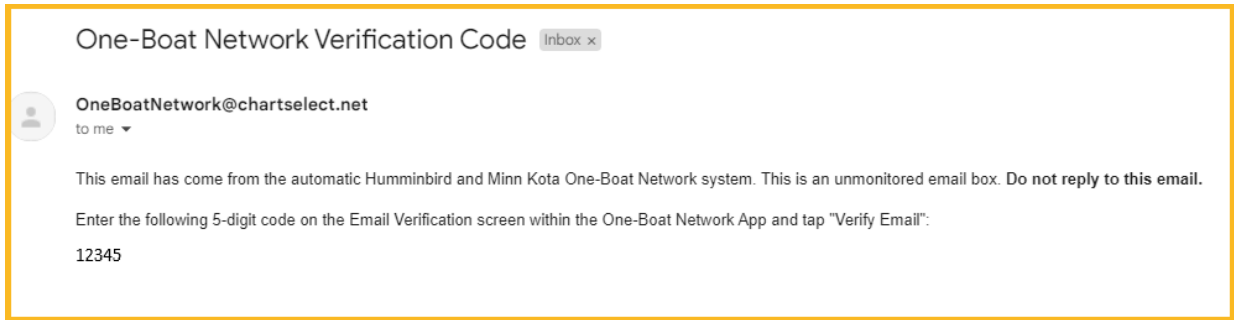 One-Boat Network Verification Code Inbox ×
OneBoatNetwork@chartselect.net
to me
This email has come from the automatic Humminbird and Minn Kota One-Boat Network system. This is an unmonitored email box. Do not reply to this email.
Enter the following 5-digit code on the Email Verification screen within the One-Boat Network App and tap "Verify Email":
12345